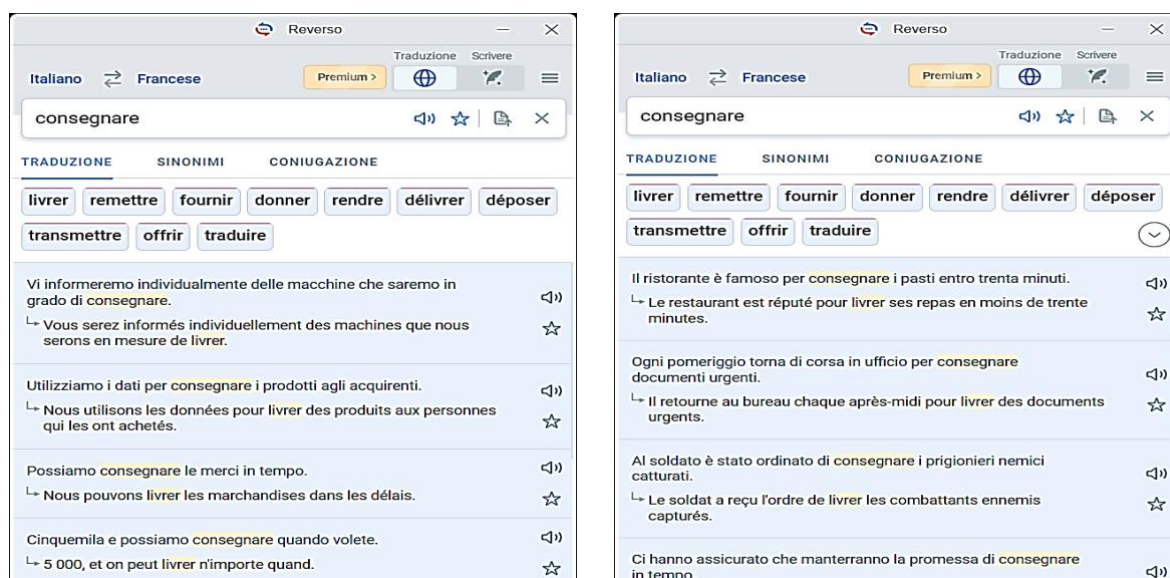 Reverso
Traduzione Scrivere
Italiano Francese Premium >
consegnare
TRADUZIONE SINONIMI CONIUGAZIONE
livrer remettre fournir donner rendre délivrer déposer
transmettre offrir traduire
Vi informeremo individualmente delle macchine che saremo in
grado di consegnare.
Vous serez informés individuellement des machines que nous
serons en mesure de livrer.
Utilizziamo i dati per consegnare i prodotti agli acquirenti.
Nous utilisons les données pour livrer des produits aux personnes
qui les ont achetés.
Possiamo consegnare le merci in tempo.
Nous pouvons livrer les marchandises dans les délais.
Cinquemila e possiamo consegnare quando volete.
5 000, et on peut livrer n'importe quand.
Reverso
Traduzione Scrivere
Italiano Francese Premium >
consegnare
TRADUZIONE SINONIMI CONIUGAZIONE
livrer remettre fournir donner rendre délivrer déposer
transmettre offrir traduire
Il ristorante è famoso per consegnare i pasti entro trenta minuti.
Le restaurant est réputé pour livrer ses repas en moins de trente
minutes.
Ogni pomeriggio torna di corsa in ufficio per consegnare
documenti urgenti.
Il retourne au bureau chaque après-midi pour livrer des documents
urgents.
Al soldato è stato ordinato di consegnare i prigionieri nemici
catturati.
Le soldat a reçu l'ordre de livrer les combattants ennemis
capturés.
Ci hanno assicurato che manterranno la promessa di consegnare
in tempo